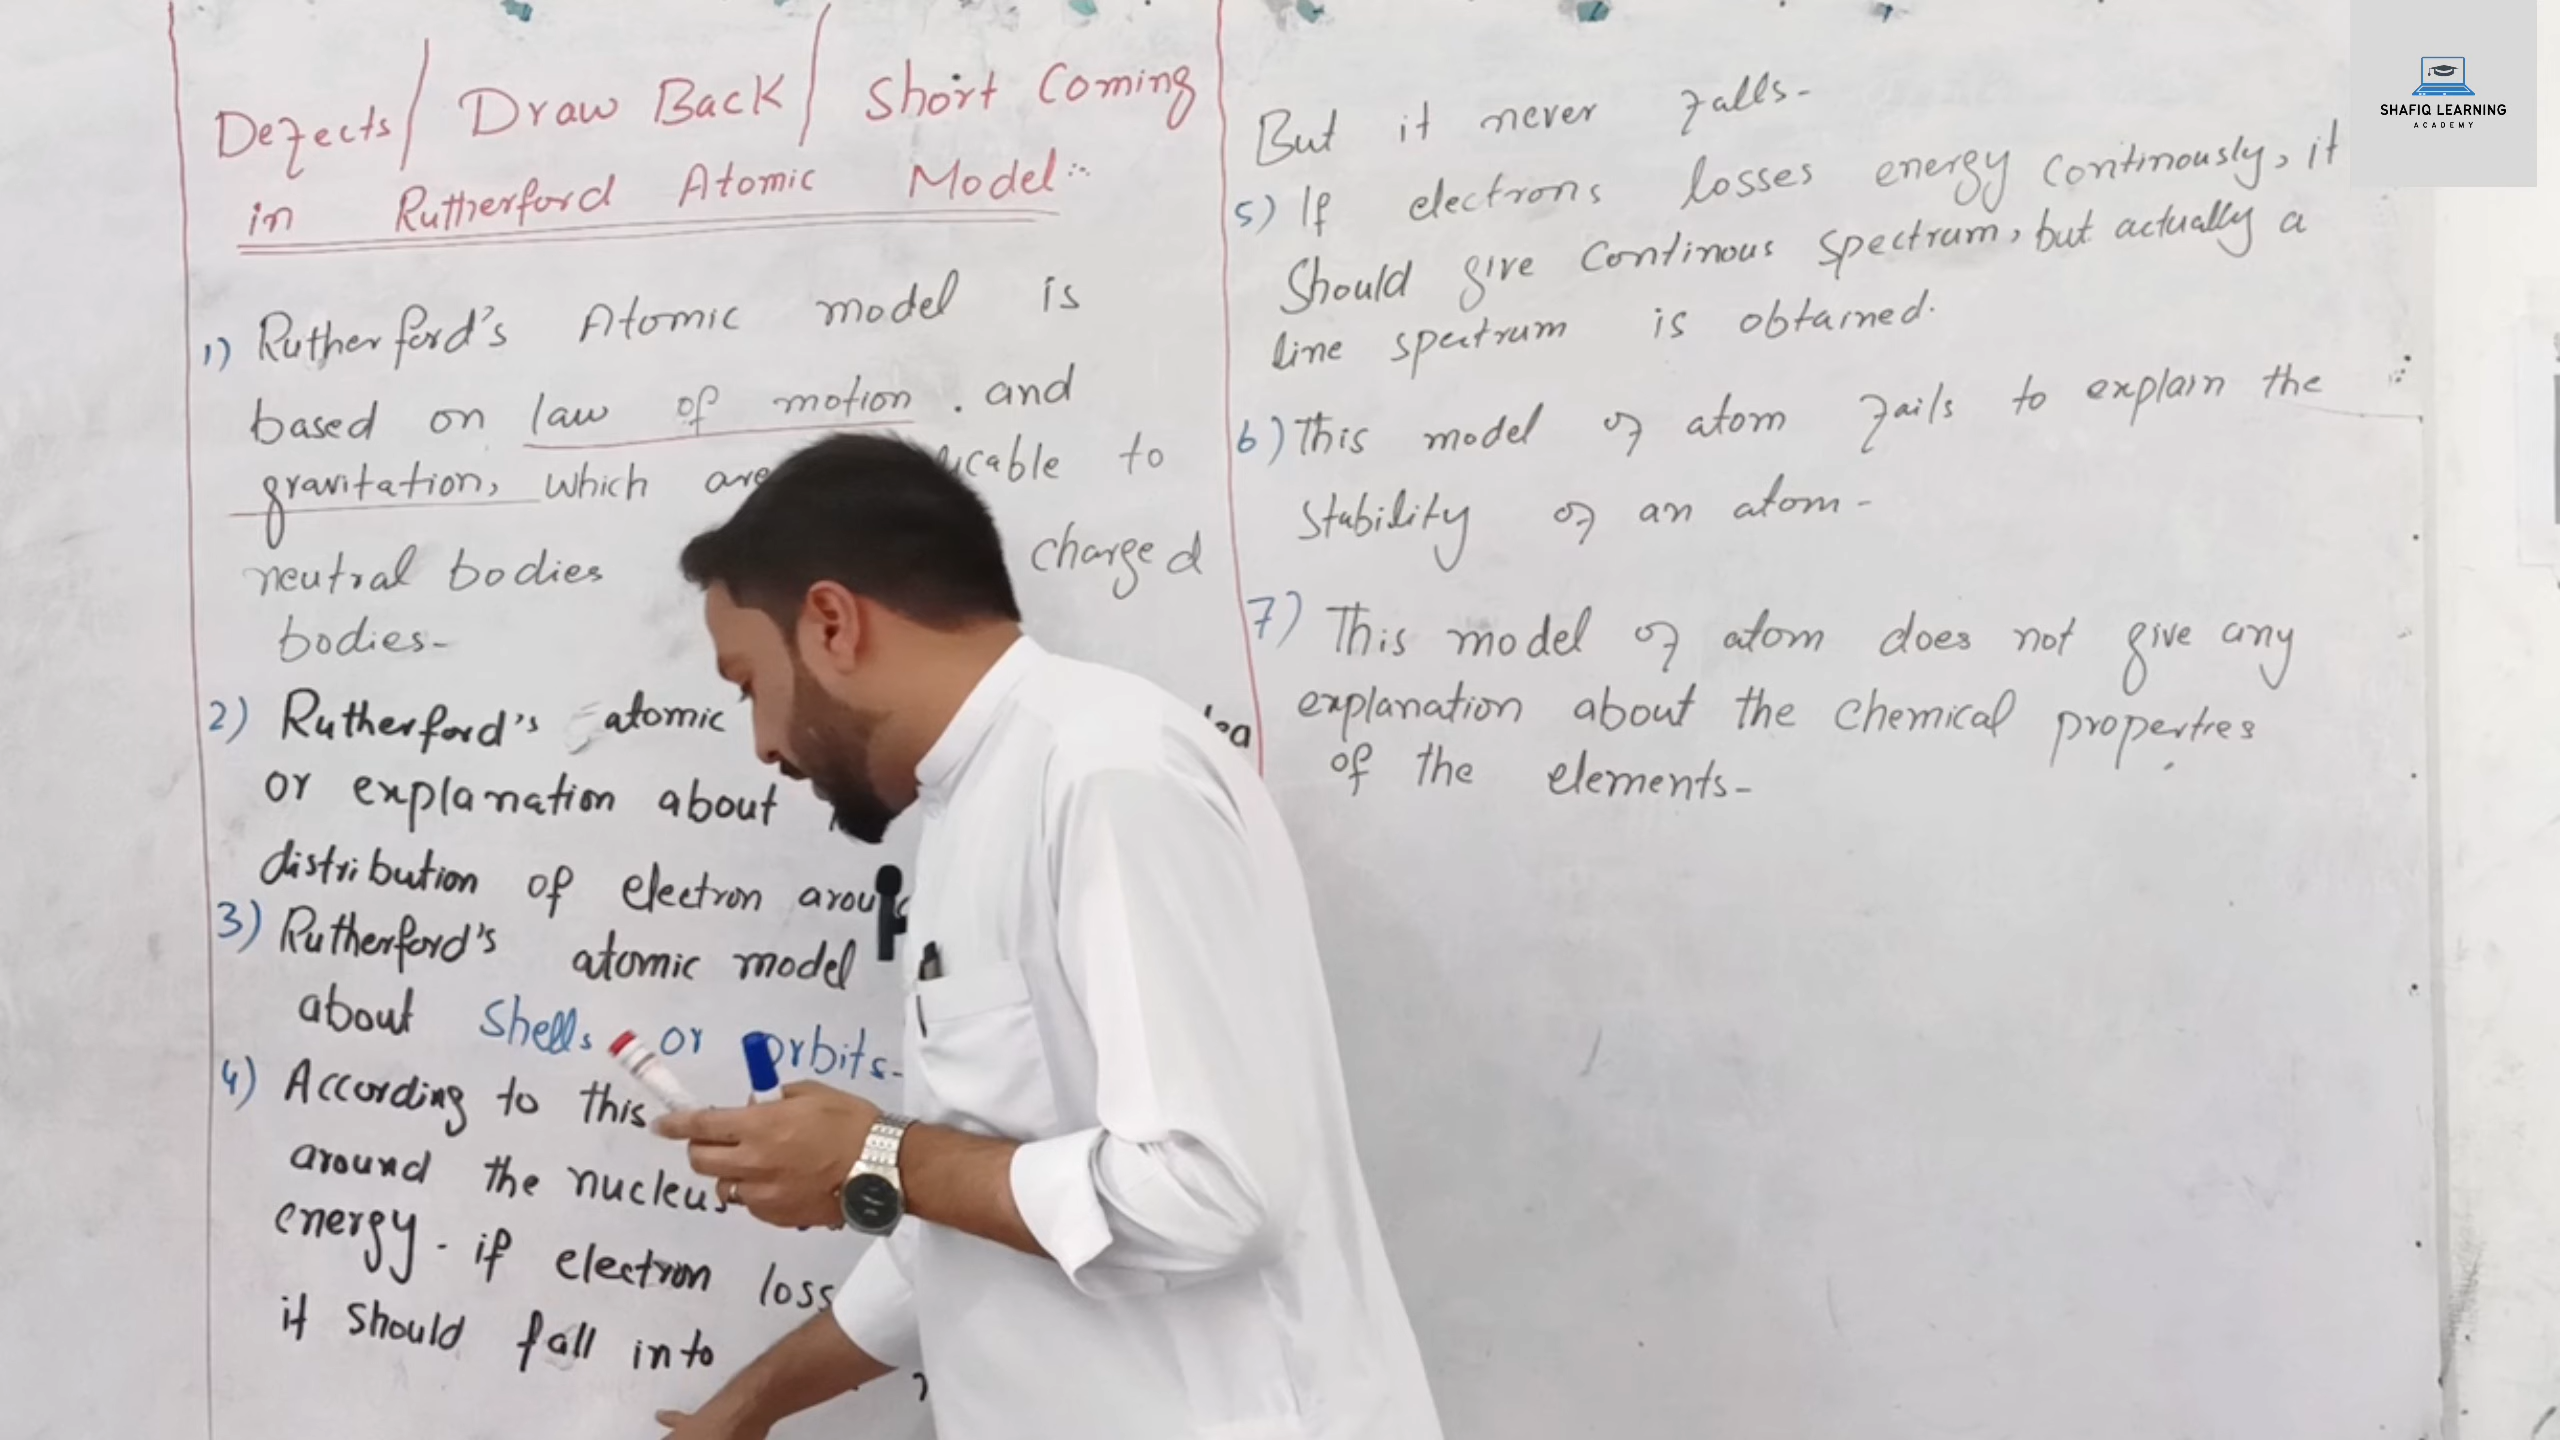 Defects/ Draw Back/ Short Coming
in Rutherford Atomic Model:-
1) Rutherford's Atomic model is
based on law of motion. and
gravitation, which are to
neutral bodies charged
bodies-
2) Rutherford's atomic
or explanation about
distribution of electron
3) Rutherford's atomic model
about Shells or orbits-
4) According to this
around the nucleus
energy. if electron
it should fall into
But it never falls-
5) If electrons losses energy continously, it
Should give Continous Spectrum, but actually a
line spectrum is obtained.
6) This model of atom fails to explain the
Stability of an atom-
7) This model of atom does not give any
explanation about the chemical properties
of the elements-
SHAFIQ LEARNING
ACADEMY